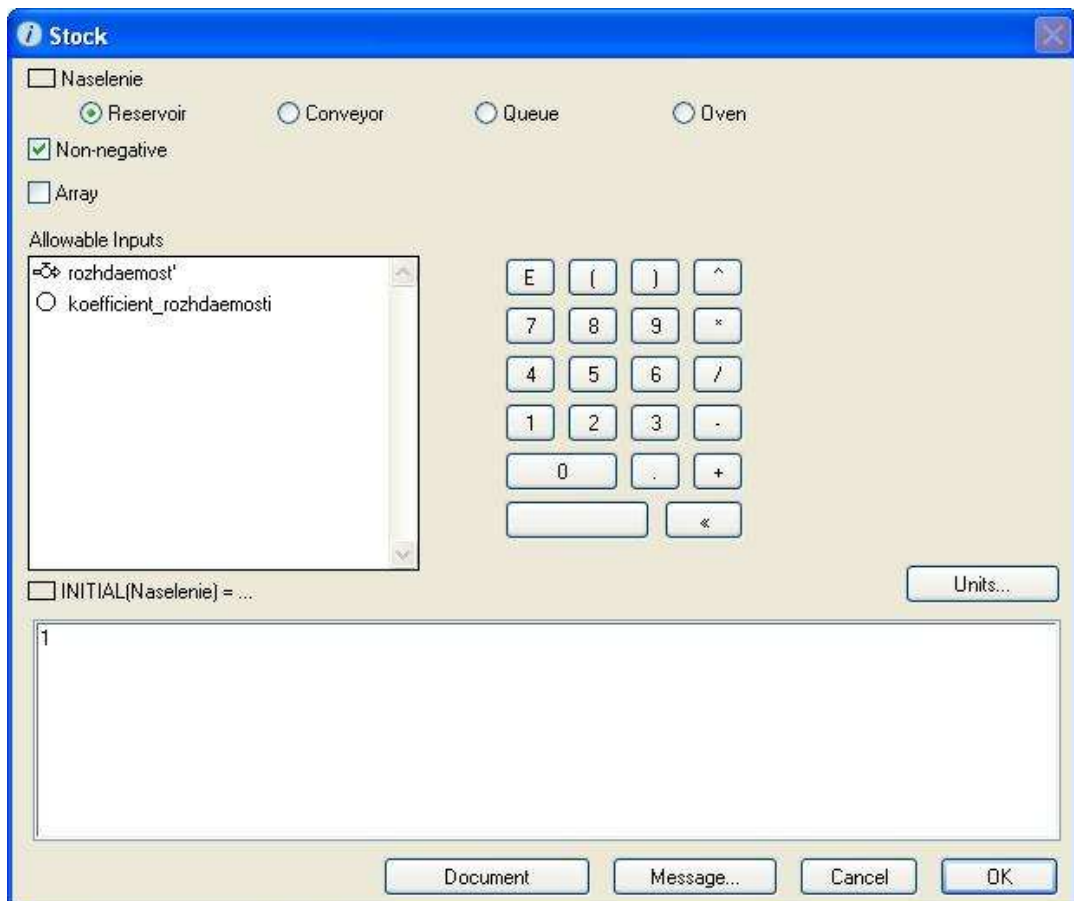 Stock
Naselenie
Reservoir Conveyor Queue Oven
Non-negative
Array
Allowable Inputs
rozhdaemost'
koefficient_rozhdaemosti
E ( ) ^
7 8 9 *
4 5 6 /
1 2 3 -
0 . +
«
INITIAL(Naselenie) = ...
Units...
1
Document Message... Cancel OK